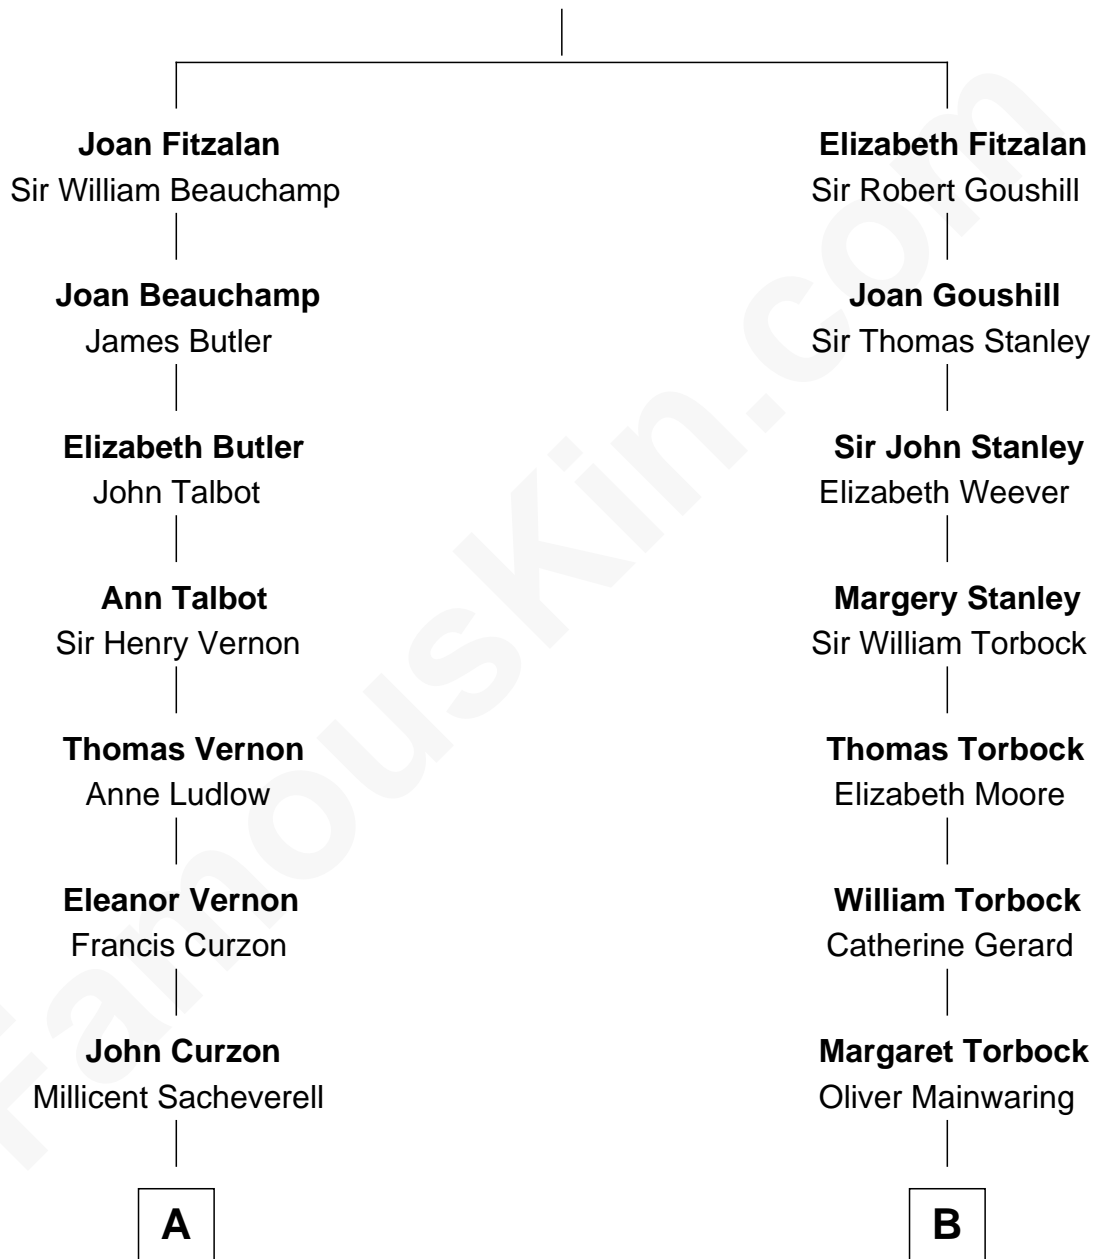 Joan Fitzalan
Sir William Beauchamp
Joan Beauchamp
James Butler
Elizabeth Butler
John Talbot
Ann Talbot
Sir Henry Vernon
Thomas Vernon
Anne Ludlow
Eleanor Vernon
Francis Curzon
John Curzon
Millicent Sacheverell
A
Elizabeth Fitzalan
Sir Robert Goushill
Joan Goushill
Sir Thomas Stanley
Sir John Stanley
Elizabeth Weever
Margery Stanley
Sir William Torbock
Thomas Torbock
Elizabeth Moore
William Torbock
Catherine Gerard
Margaret Torbock
Oliver Mainwaring
B
FamousKin.com